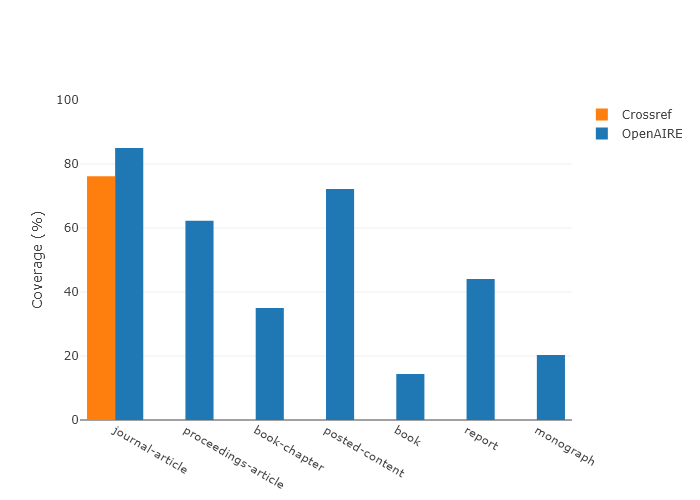 Crossref
OpenAIRE
Coverage (%)
100
80
60
40
20
0
journal-article
proceedings-article
book-chapter
posted-content
book
report
monograph